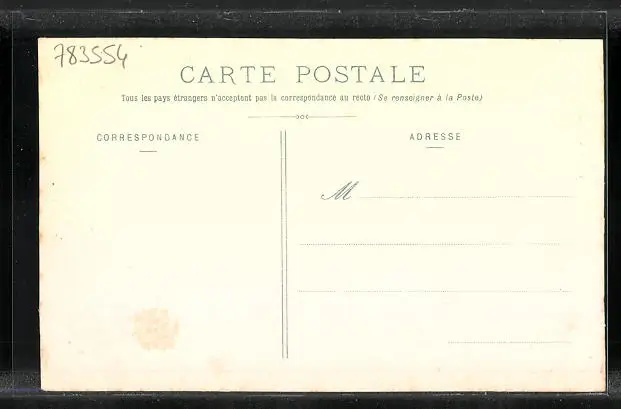 783554
CARTE POSTALE
Tous les pays étrangers n'acceptent pas la correspondance au recto (Se renseigner à la Poste)
CORRESPONDANCE
ADRESSE
M